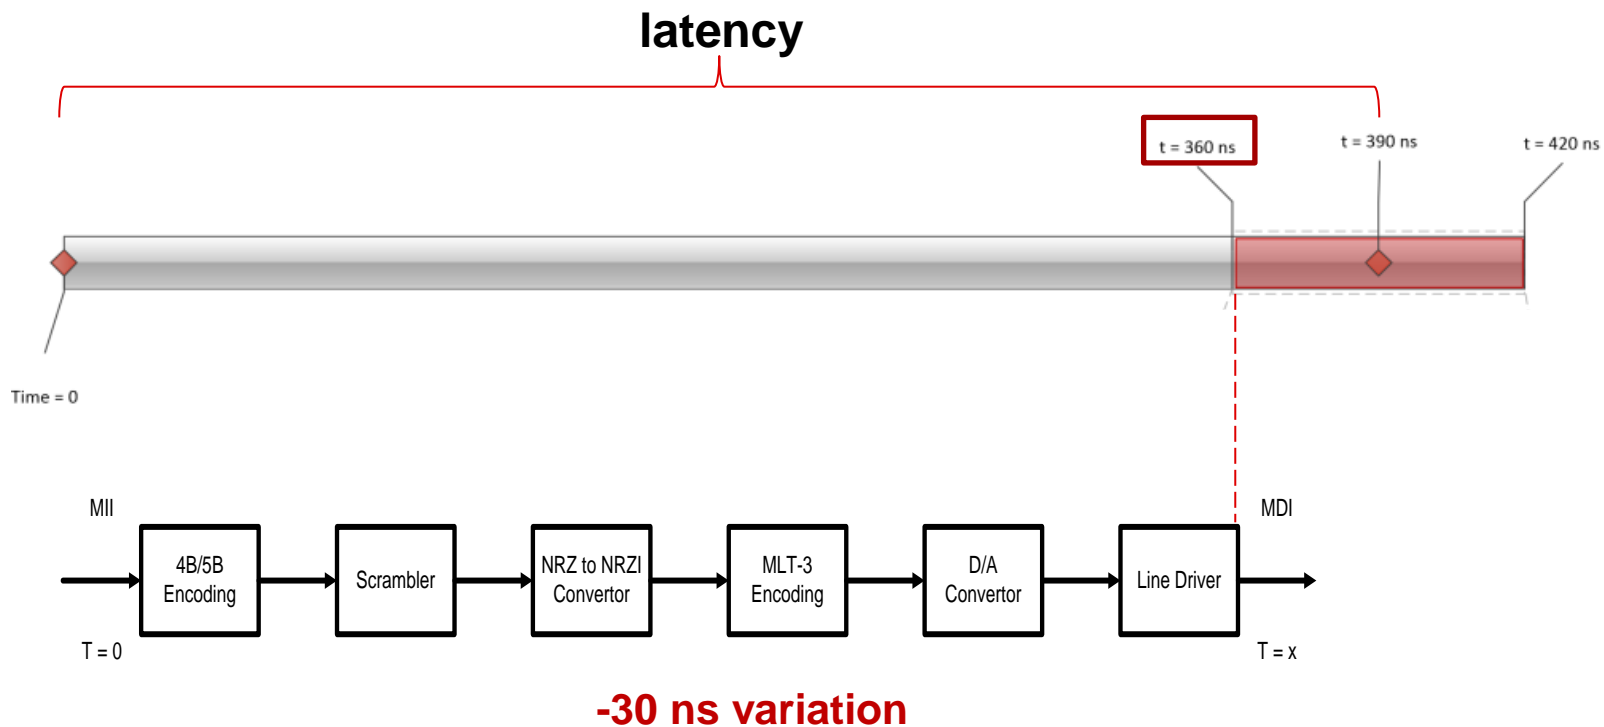 latency
t = 360 ns
t = 390 ns
t = 420 ns
Time = 0
MII
MDI
4B/5B
Encoding
Scrambler
NRZ to NRZI
Convertor
MLT-3
Encoding
D/A
Convertor
Line Driver
T = 0
T = x
-30 ns variation